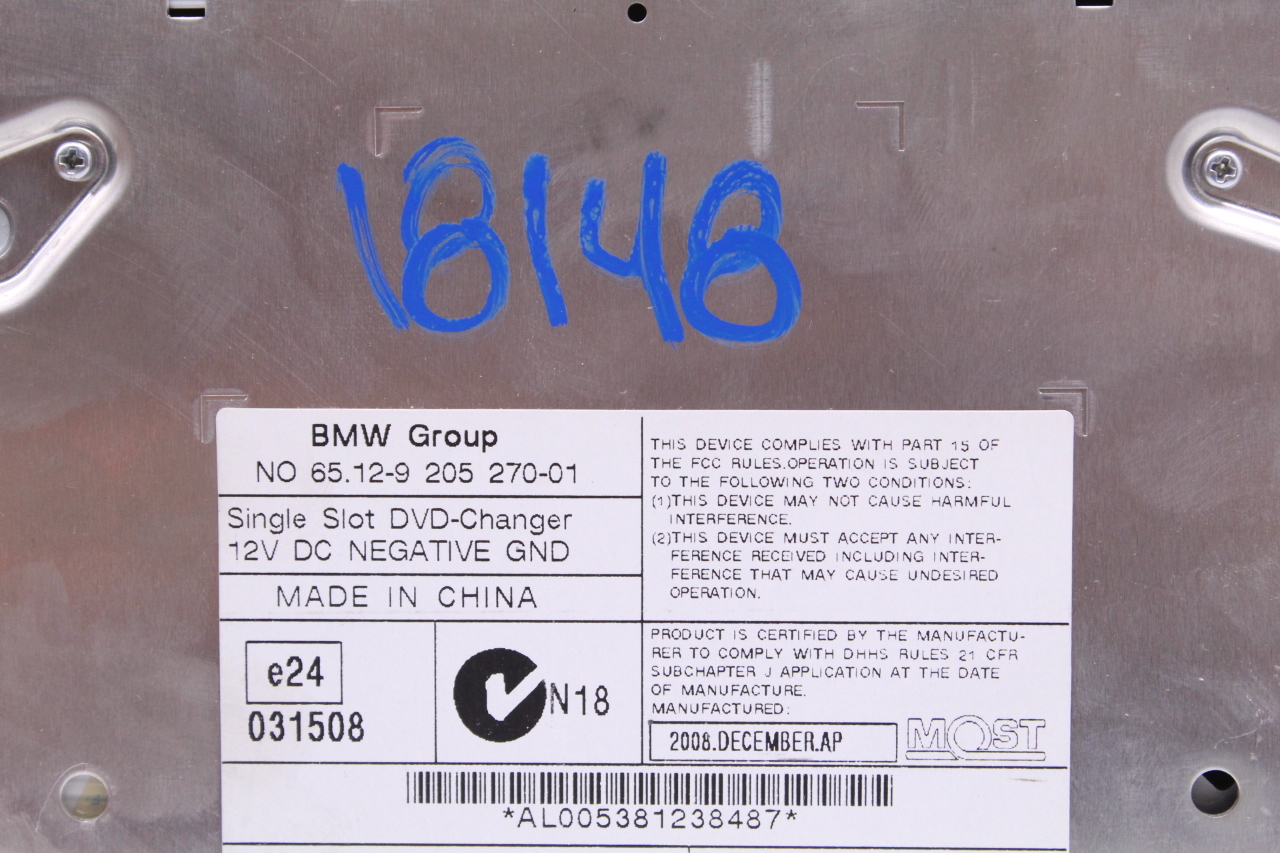 18148
BMW Group
NO 65.12-9 205 270-01
Single Slot DVD-Changer
12V DC NEGATIVE GND
MADE IN CHINA
e24
031508
N18
THIS DEVICE COMPLIES WITH PART 15 OF
THE FCC RULES.OPERATION IS SUBJECT
TO THE FOLLOWING TWO CONDITIONS:
(1)THIS DEVICE MAY NOT CAUSE HARMFUL
INTERFERENCE.
(2)THIS DEVICE MUST ACCEPT ANY INTER-
FERENCE RECEIVED INCLUDING INTER-
FERENCE THAT MAY CAUSE UNDESIRED
OPERATION.
PRODUCT IS CERTIFIED BY THE MANUFACTU-
RER TO COMPLY WITH DHHS RULES 21 CFR
SUBCHAPTER J APPLICATION AT THE DATE
OF MANUFACTURE.
MANUFACTURED:
2008.DECEMBER.AP
MOST
*AL005381238487*